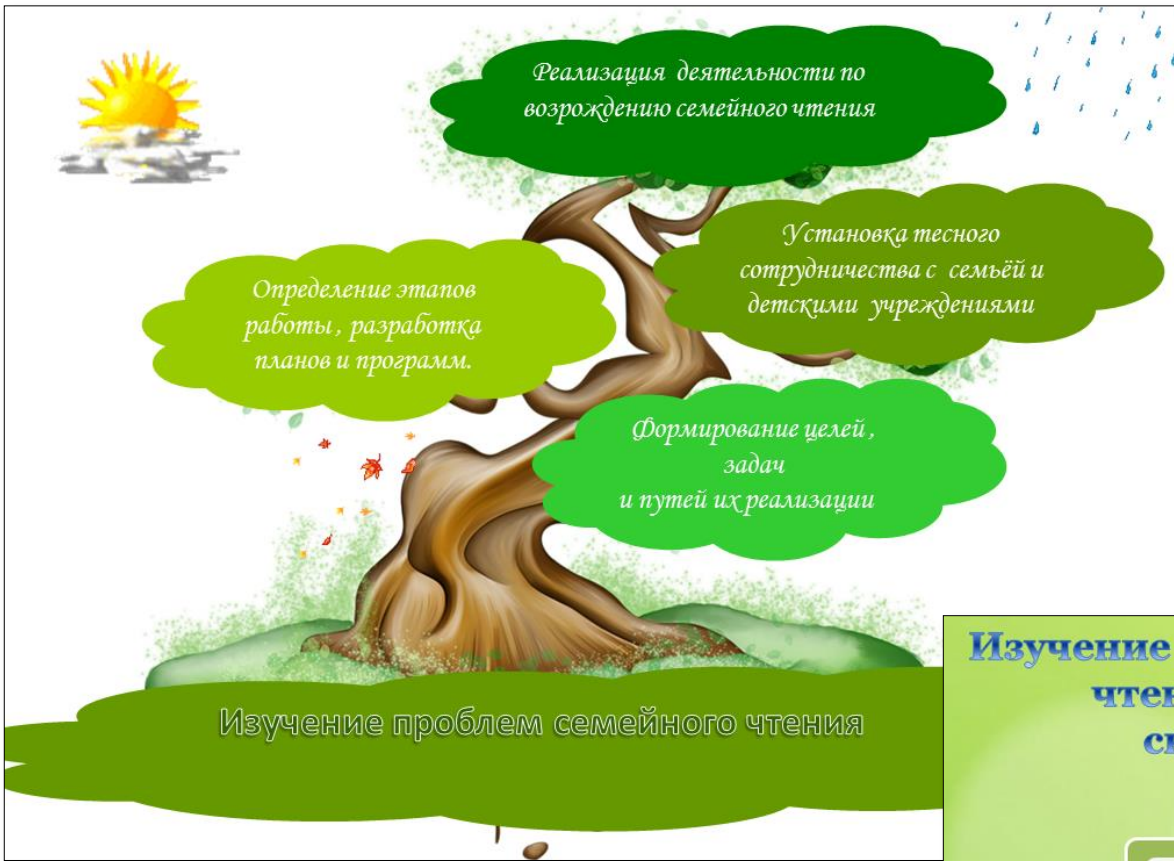 Реализация деятельности по
возрождению семейного чтения
Установка тесного
сотрудничества с семьёй и
детскими учреждениями
Определение этапов
работы , разработка
планов и программ.
Формирование целей ,
задач
и путей их реализации
Изучение проблем семейного чтения
Изучение